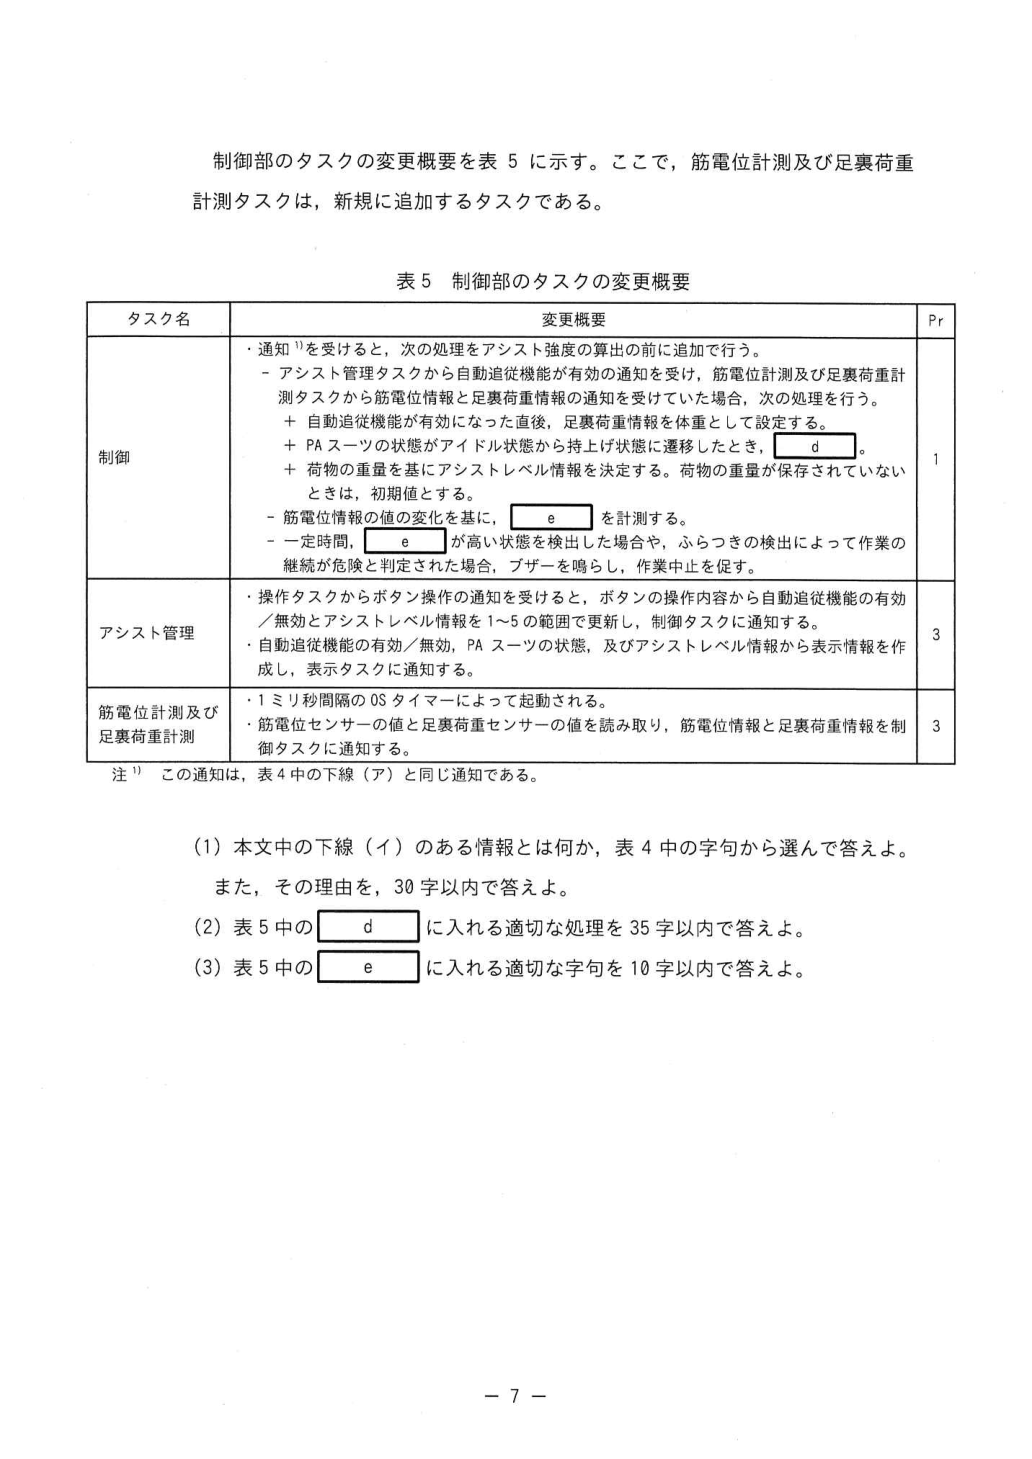 制御部のタスクの変更概要を表 5 に示す。ここで，筋電位計測及び足裏荷重
計測タスクは，新規に追加するタスクである。
表 5　制御部のタスクの変更概要
タスク名　変更概要　Pr
制御
・通知 1)を受けると，次の処理をアシスト強度の算出の前に追加で行う。
－ アシスト管理タスクから自動追従機能が有効の通知を受け，筋電位計測及び足裏荷重計
測タスクから筋電位情報と足裏荷重情報の通知を受けていた場合，次の処理を行う。
＋ 自動追従機能が有効になった直後，足裏荷重情報を体重として設定する。
＋ PA スーツの状態がアイドル状態から持上げ状態に遷移したとき， d 。
＋ 荷物の重量を基にアシストレベル情報を決定する。荷物の重量が保存されていない
ときは，初期値とする。
－ 筋電位情報の値の変化を基に， e を計測する。
－ 一定時間， e が高い状態を検出した場合や，ふらつきの検出によって作業の
継続が危険と判定された場合，ブザーを鳴らし，作業中止を促す。
1
アシスト管理
・操作タスクからボタン操作の通知を受けると，ボタンの操作内容から自動追従機能の有効
／無効とアシストレベル情報を 1～5 の範囲で更新し，制御タスクに通知する。
・自動追従機能の有効／無効，PA スーツの状態，及びアシストレベル情報から表示情報を作
成し，表示タスクに通知する。
3
筋電位計測及び
足裏荷重計測
・1 ミリ秒間隔の OS タイマーによって起動される。
・筋電位センサーの値と足裏荷重センサーの値を読み取り，筋電位情報と足裏荷重情報を制
御タスクに通知する。
3
注 1)　この通知は，表 4 中の下線（ア）と同じ通知である。
(1) 本文中の下線（イ）のある情報とは何か，表 4 中の字句から選んで答えよ。
また，その理由を，30 字以内で答えよ。
(2) 表 5 中の d に入れる適切な処理を 35 字以内で答えよ。
(3) 表 5 中の e に入れる適切な字句を 10 字以内で答えよ。
－ 7 －